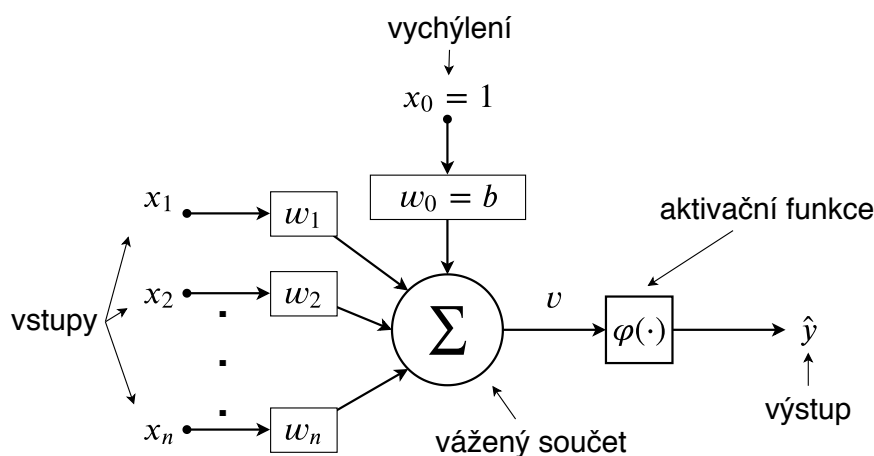 vychýlení
x₀ = 1
w₀ = b
x₁ w₁
aktivační funkce
x₂ w₂
vstupy
Σ
v
φ(·)
ŷ
xₙ wₙ
výstup
vážený součet